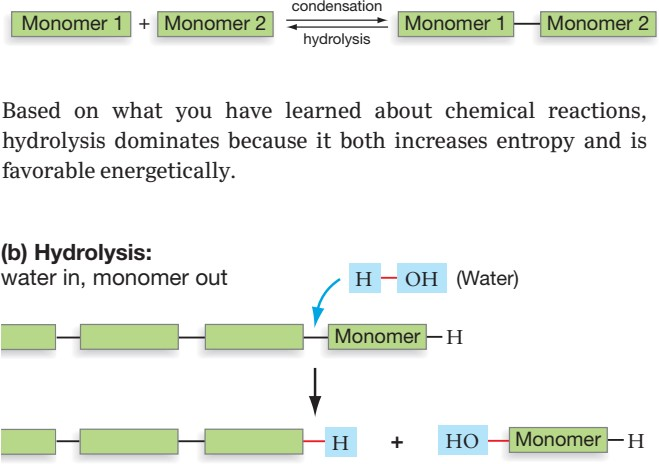 condensation
Monomer 1 + Monomer 2 Monomer 1 Monomer 2
hydrolysis
Based on what you have learned about chemical reactions,
hydrolysis dominates because it both increases entropy and is
favorable energetically.
(b) Hydrolysis:
water in, monomer out
H OH (Water)
Monomer H
H + HO Monomer H